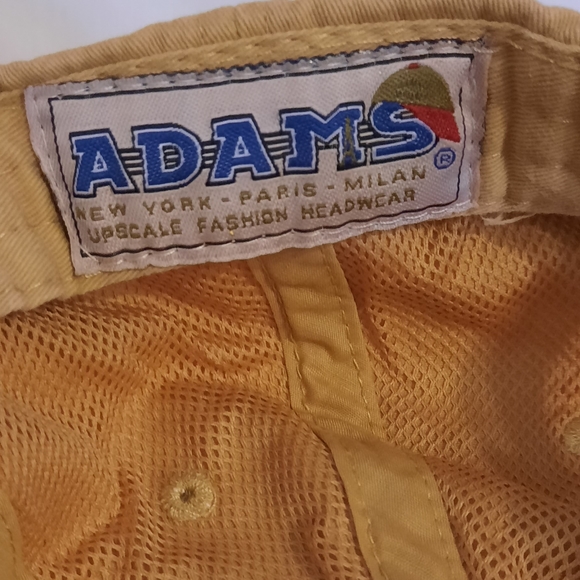 ADAMS®
NEW YORK - PARIS - MILAN
UPSCALE FASHION HEADWEAR